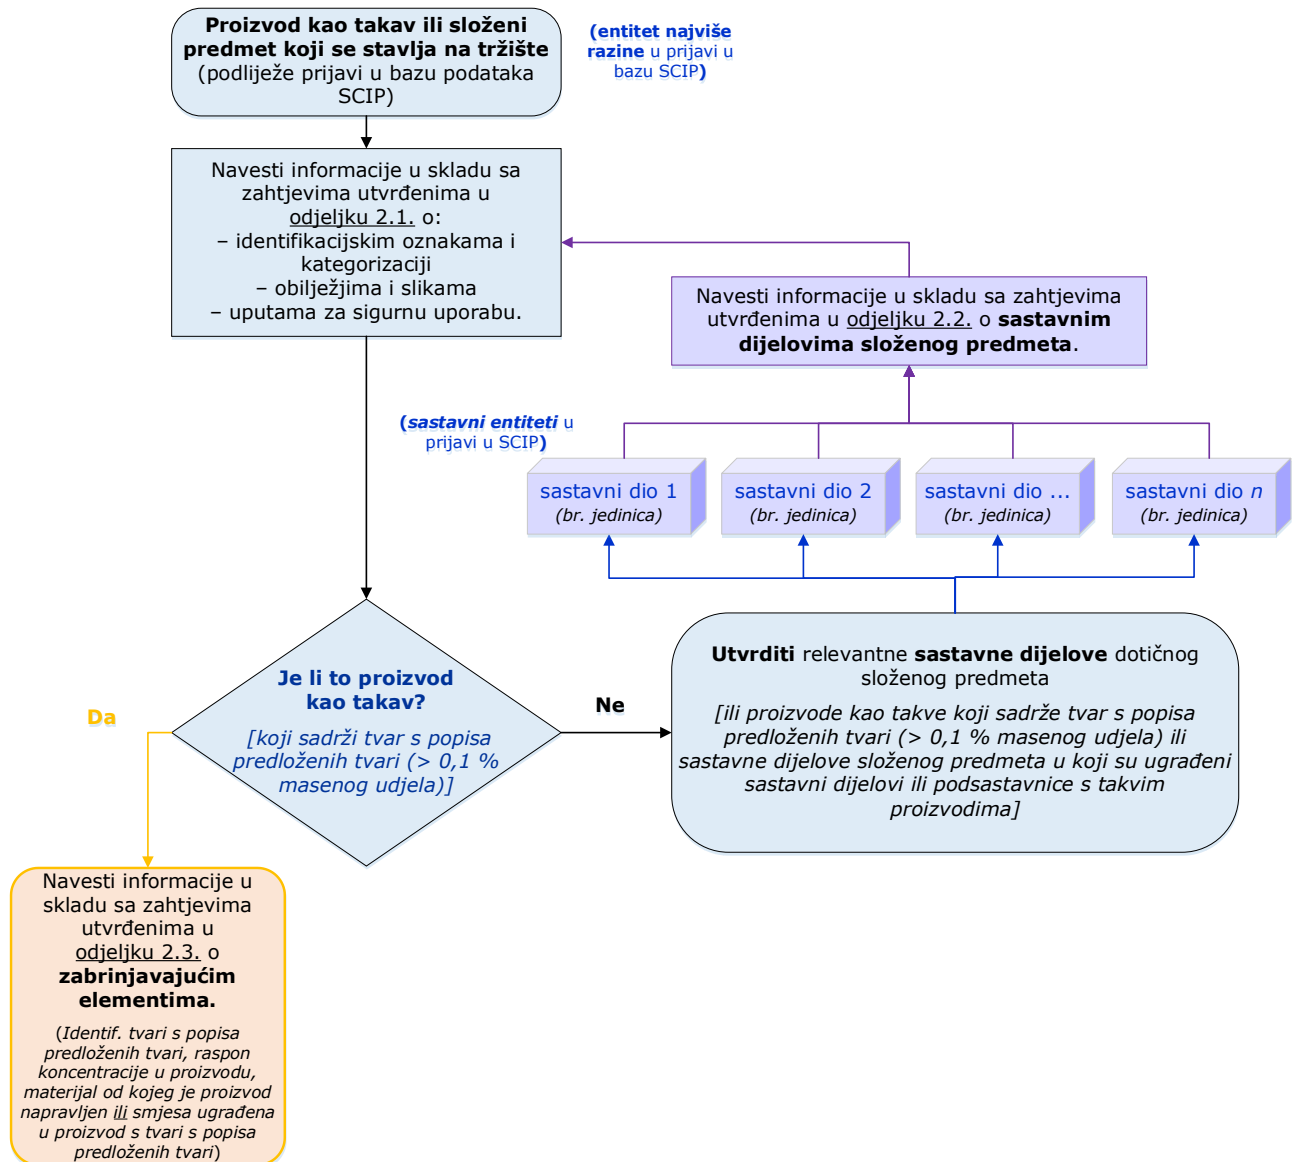 Proizvod kao takav ili složeni
predmet koji se stavlja na tržište
(podliježe prijavi u bazu podataka
SCIP)
(entitet najviše
razine u prijavi u
bazu SCIP)
Navesti informacije u skladu sa
zahtjevima utvrđenima u
odjeljku 2.1. o:
– identifikacijskim oznakama i
kategorizaciji
– obilježjima i slikama
– uputama za sigurnu uporabu.
Navesti informacije u skladu sa zahtjevima
utvrđenima u odjeljku 2.2. o sastavnim
dijelovima složenog predmeta.
(sastavni entiteti u
prijavi u SCIP)
sastavni dio 1
(br. jedinica)
sastavni dio 2
(br. jedinica)
sastavni dio ...
(br. jedinica)
sastavni dio n
(br. jedinica)
Je li to proizvod
kao takav?
[koji sadrži tvar s popisa
predloženih tvari (> 0,1 %
masenog udjela)]
Da
Ne
Utvrditi relevantne sastavne dijelove dotičnog
složenog predmeta
[ili proizvode kao takve koji sadrže tvar s popisa
predloženih tvari (> 0,1 % masenog udjela) ili
sastavne dijelove složenog predmeta u koji su ugrađeni
sastavni dijelovi ili podsastavnice s takvim
proizvodima]
Navesti informacije u
skladu sa zahtjevima
utvrđenima u
odjeljku 2.3. o
zabrinjavajućim
elementima.
(Identif. tvari s popisa
predloženih tvari, raspon
koncentracije u proizvodu,
materijal od kojeg je proizvod
napravljen ili smjesa ugrađena
u proizvod s tvari s popisa
predloženih tvari)